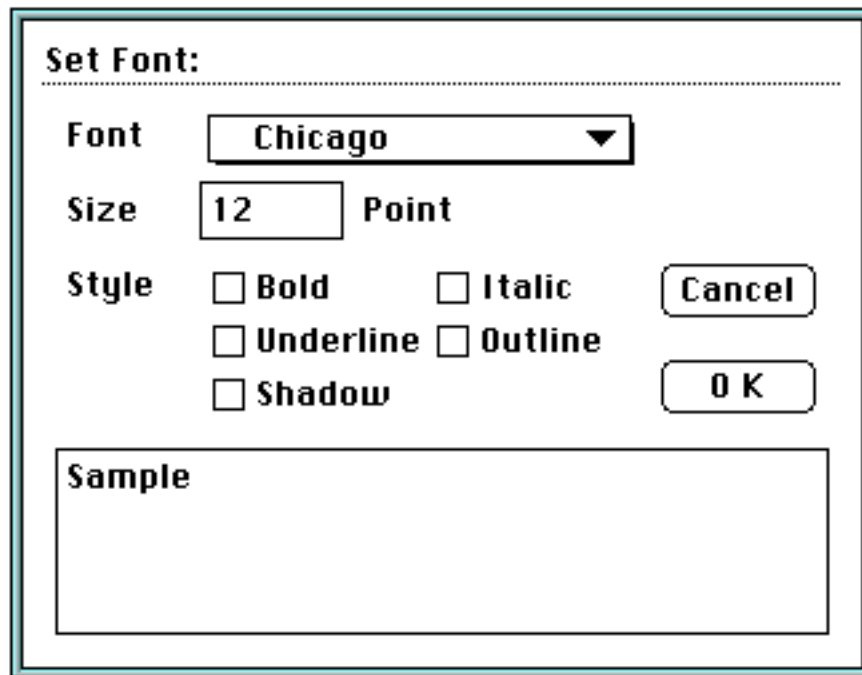 Set Font:
Font Chicago
Size 12 Point
Style Bold Italic Cancel
Underline Outline
Shadow O K
Sample